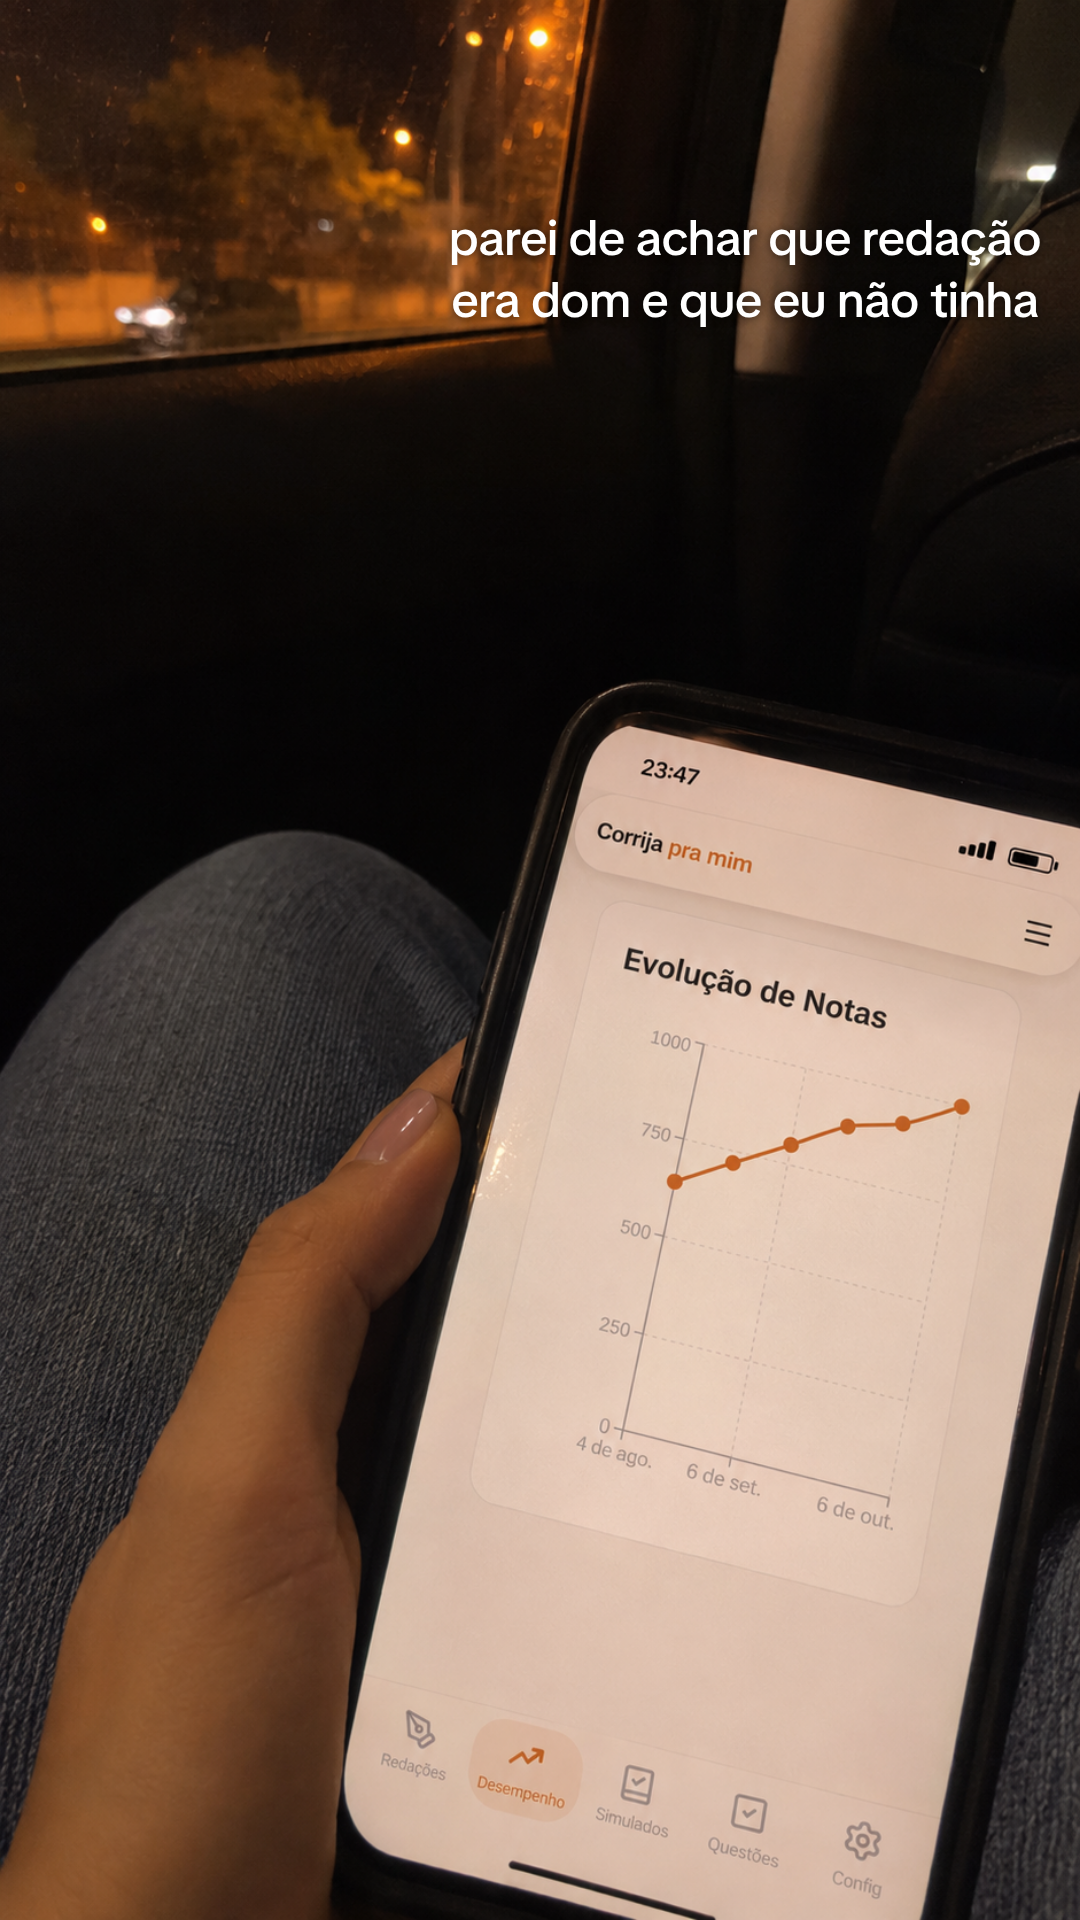 parei de achar que redação
era dom e que eu não tinha
23:47
Corrija pra mim
Evolução de Notas
1000
750
500
250
0
4 de ago.
6 de set.
6 de out.
Redações
Desempenho
Simulados
Questões
Config